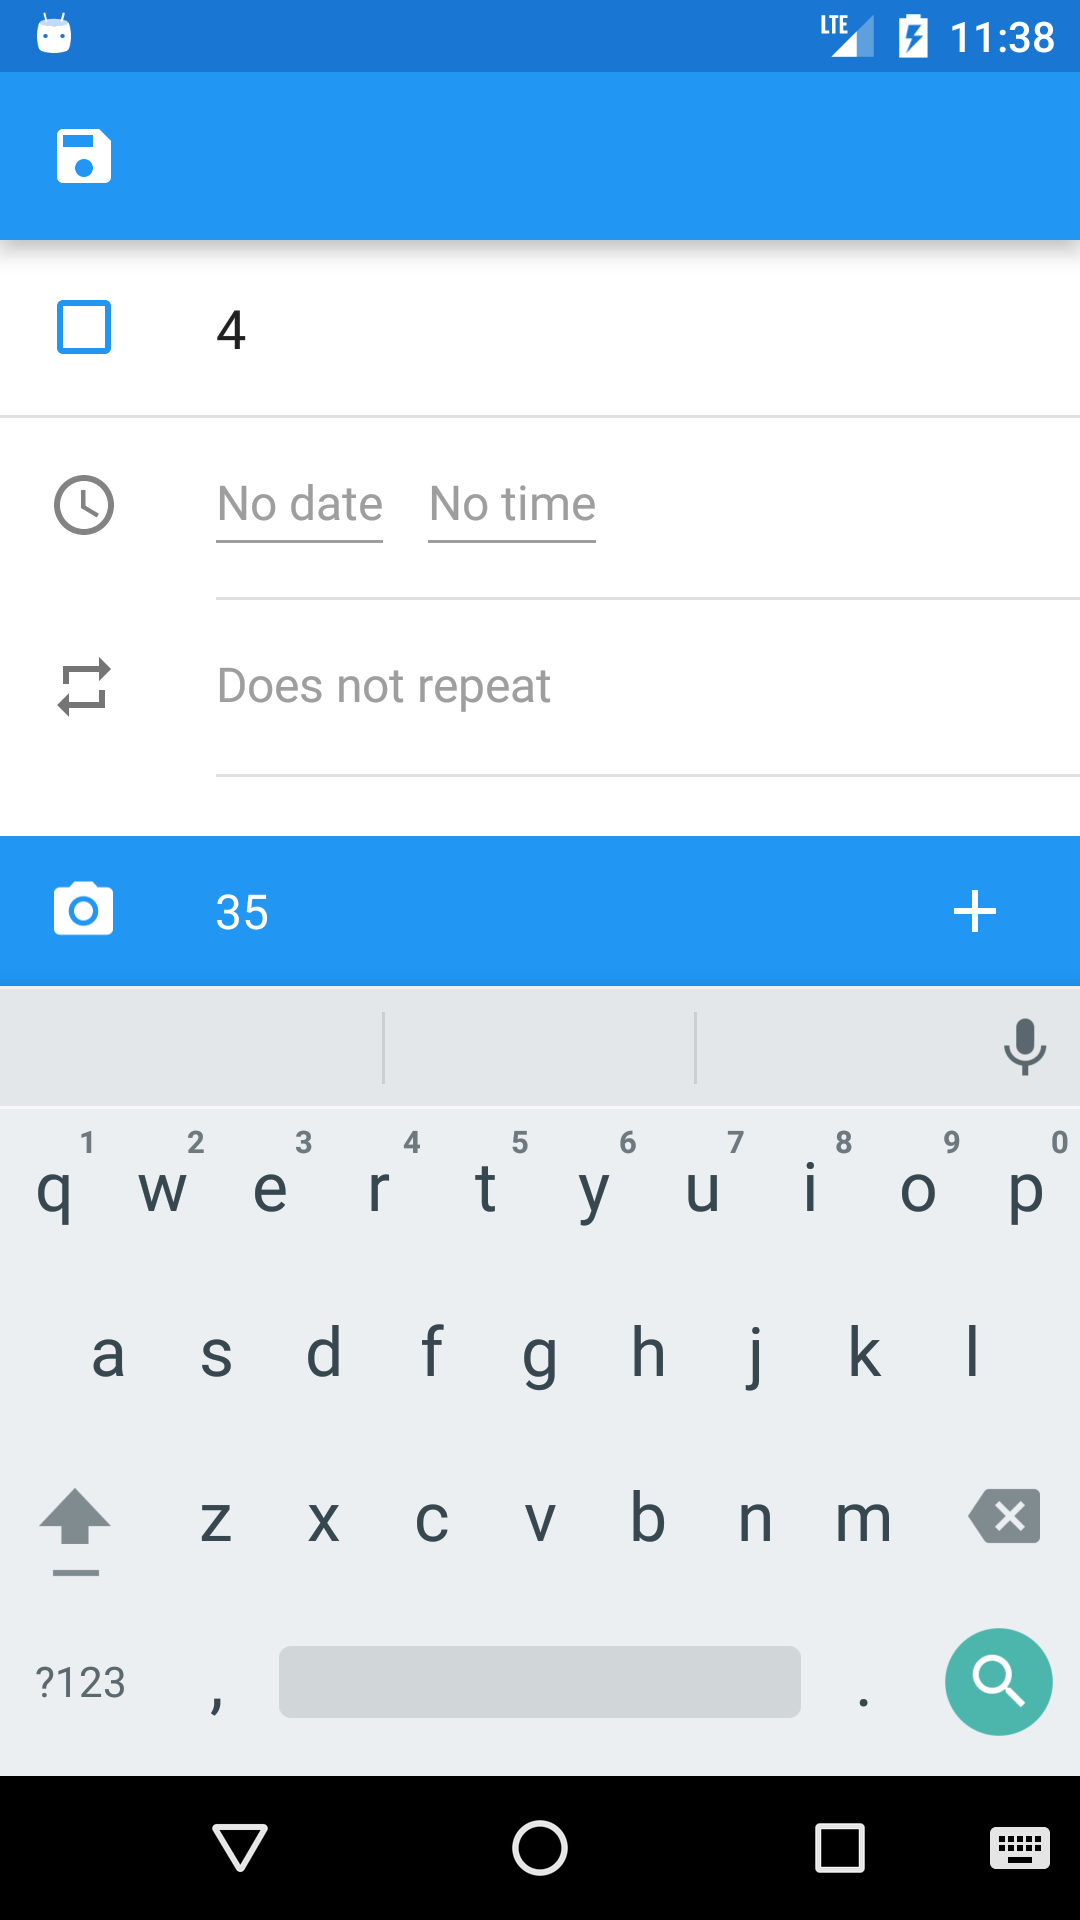 LTE 11:38
4
No date No time
Does not repeat
35
1 2 3 4 5 6 7 8 9 0
q w e r t y u i o p
a s d f g h j k l
z x c v b n m
?123 , .